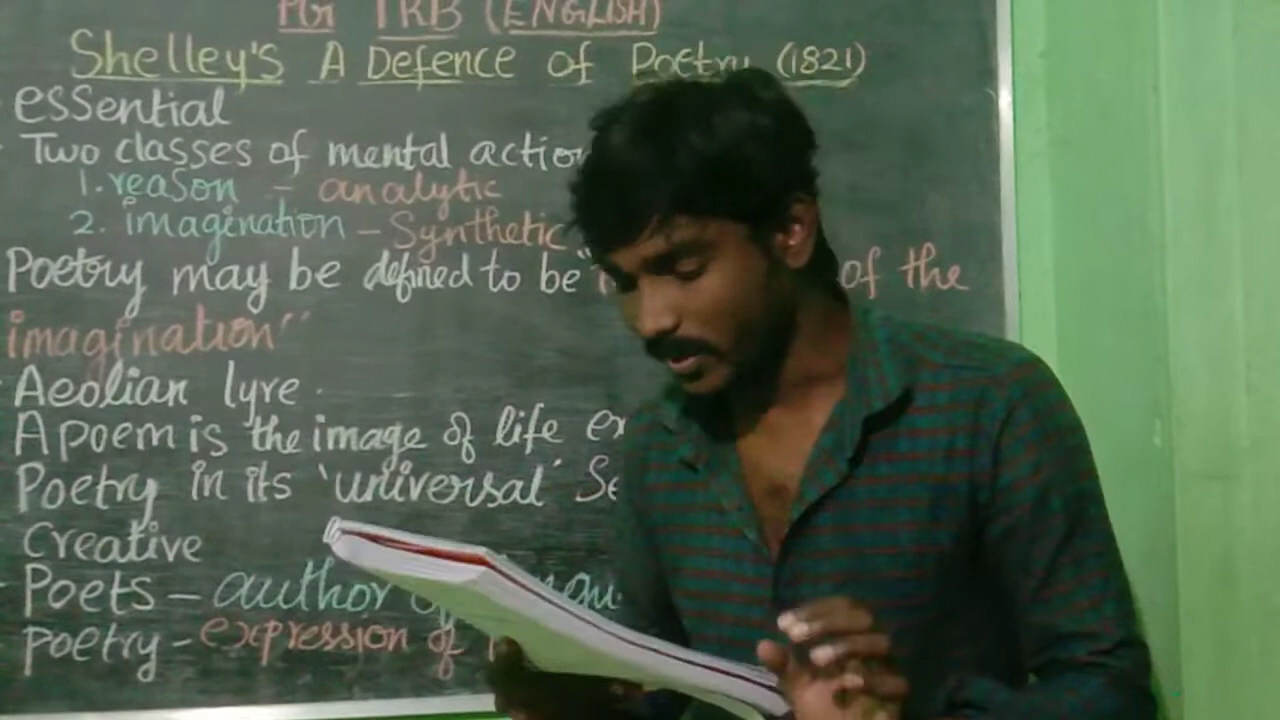 PG TRB (ENGLISH)
Shelley's A Defence of Poetry (1821)
essential
Two classes of mental action
1. reason - analytic
2. imagination - Synthetic
Poetry may be defined to be " of the
imagination"
Aeolian lyre.
A poem is the image of life
Poetry in its 'universal'
Creative
Poets - author
Poetry - expression of